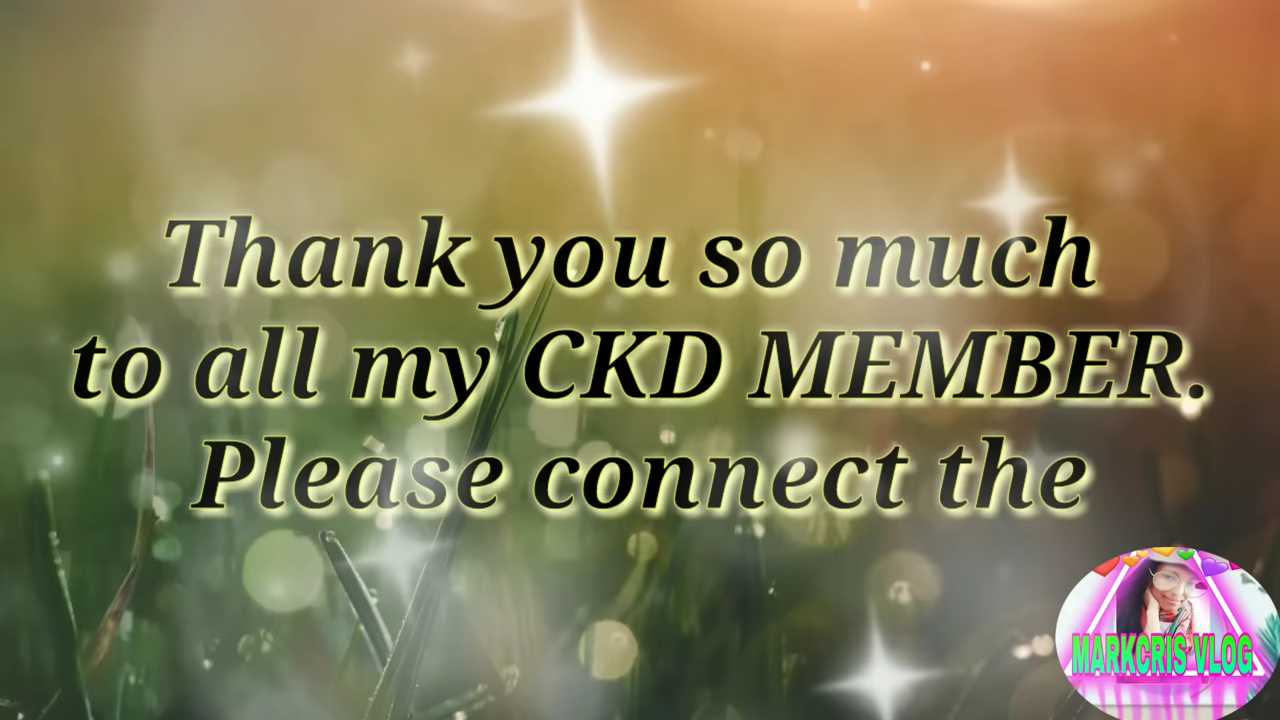 Thank you so much
to all my CKD MEMBER.
Please connect the
MARKCRIS VLOG